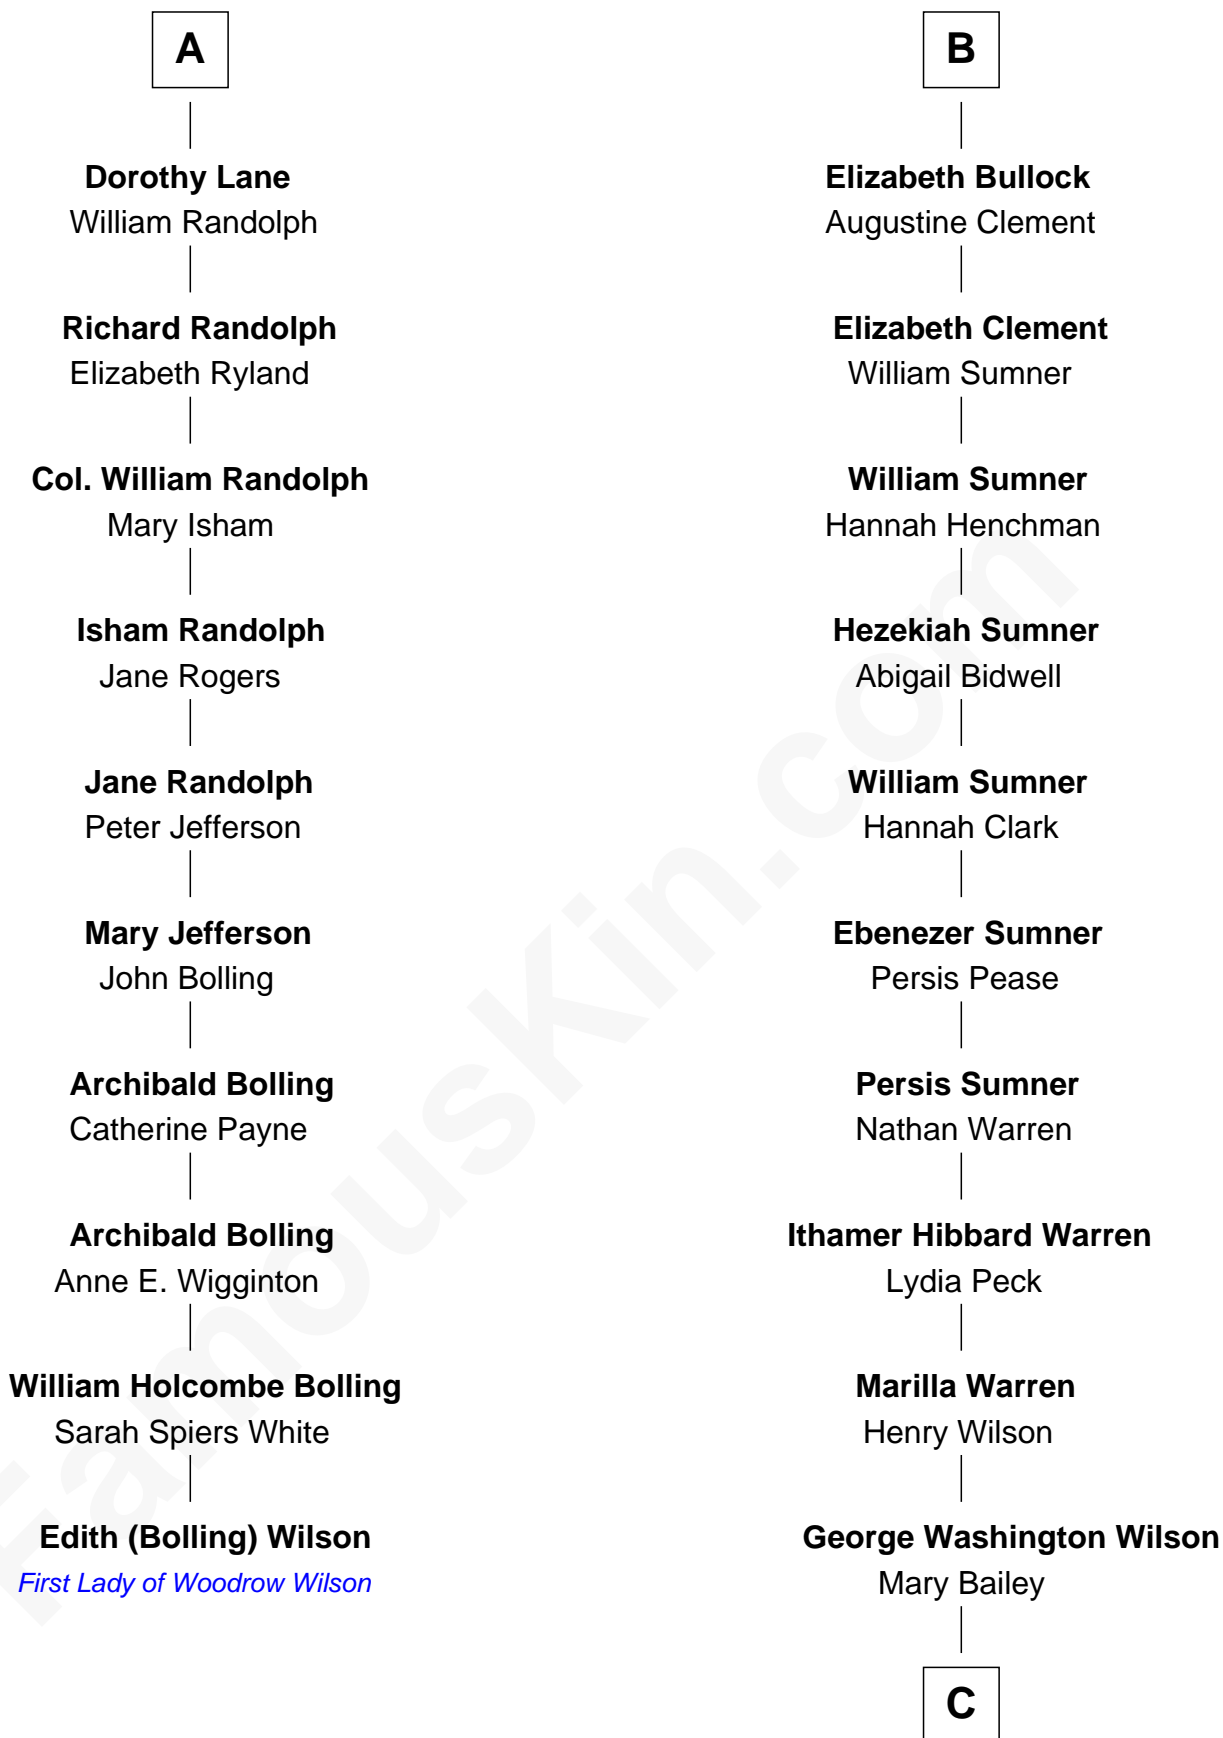 A
Dorothy Lane
William Randolph
Richard Randolph
Elizabeth Ryland
Col. William Randolph
Mary Isham
Isham Randolph
Jane Rogers
Jane Randolph
Peter Jefferson
Mary Jefferson
John Bolling
Archibald Bolling
Catherine Payne
Archibald Bolling
Anne E. Wigginton
William Holcombe Bolling
Sarah Spiers White
Edith (Bolling) Wilson
First Lady of Woodrow Wilson
B
Elizabeth Bullock
Augustine Clement
Elizabeth Clement
William Sumner
William Sumner
Hannah Henchman
Hezekiah Sumner
Abigail Bidwell
William Sumner
Hannah Clark
Ebenezer Sumner
Persis Pease
Persis Sumner
Nathan Warren
Ithamer Hibbard Warren
Lydia Peck
Marilla Warren
Henry Wilson
George Washington Wilson
Mary Bailey
C
FamousKin.com